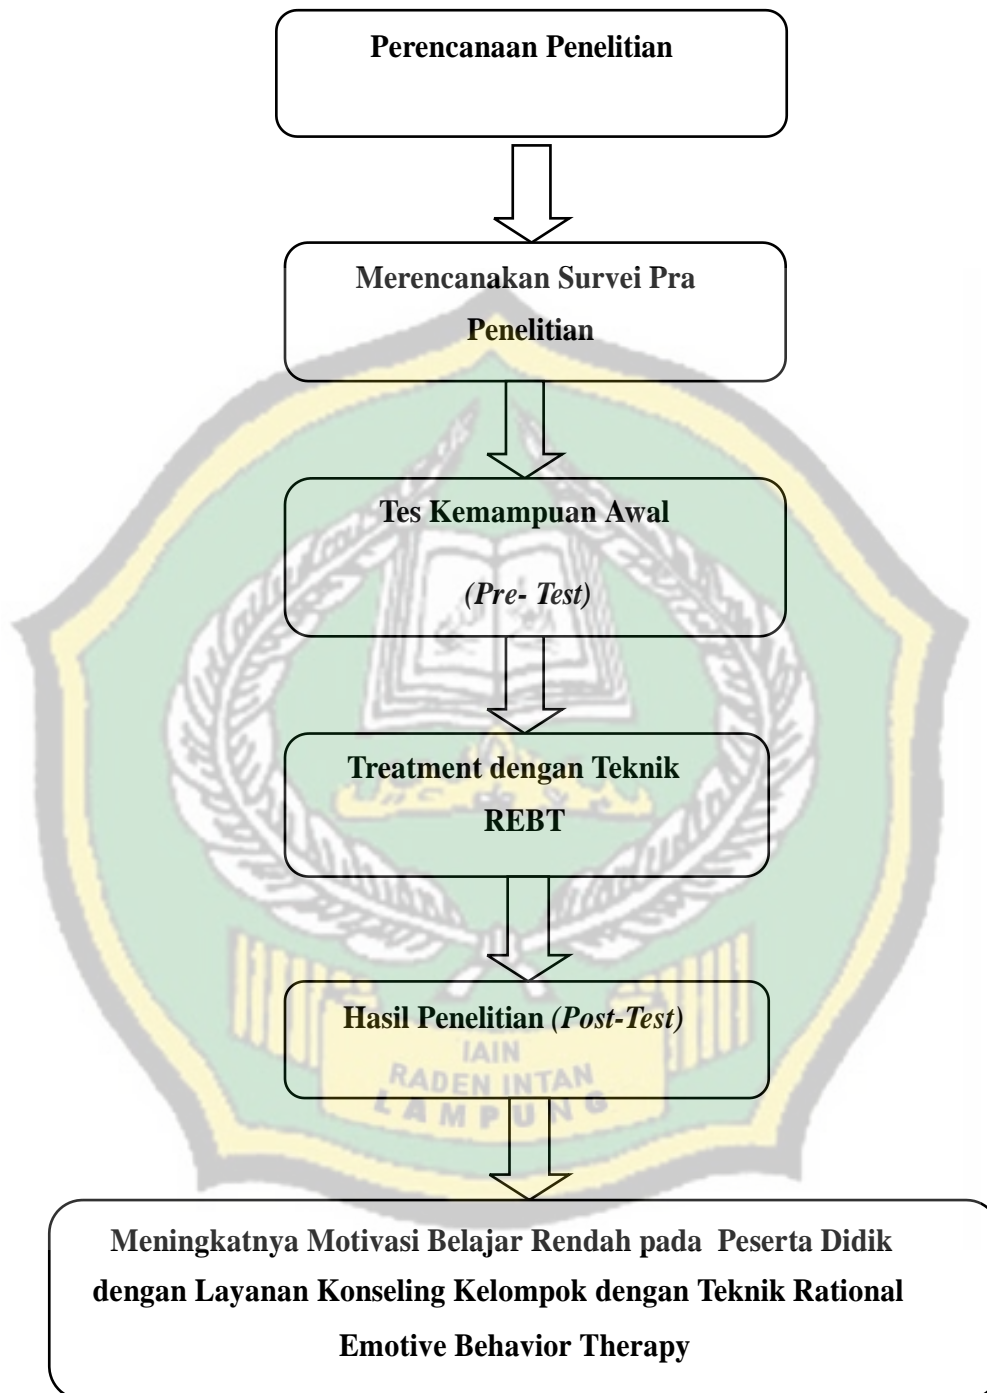 Perencanaan Penelitian
Merencanakan Survei Pra
Penelitian
Tes Kemampuan Awal
(Pre- Test)
Treatment dengan Teknik
REBT
Hasil Penelitian (Post-Test)
IAIN
RADEN INTAN
LAMPUNG
Meningkatnya Motivasi Belajar Rendah pada  Peserta Didik
dengan Layanan Konseling Kelompok dengan Teknik Rational
Emotive Behavior Therapy